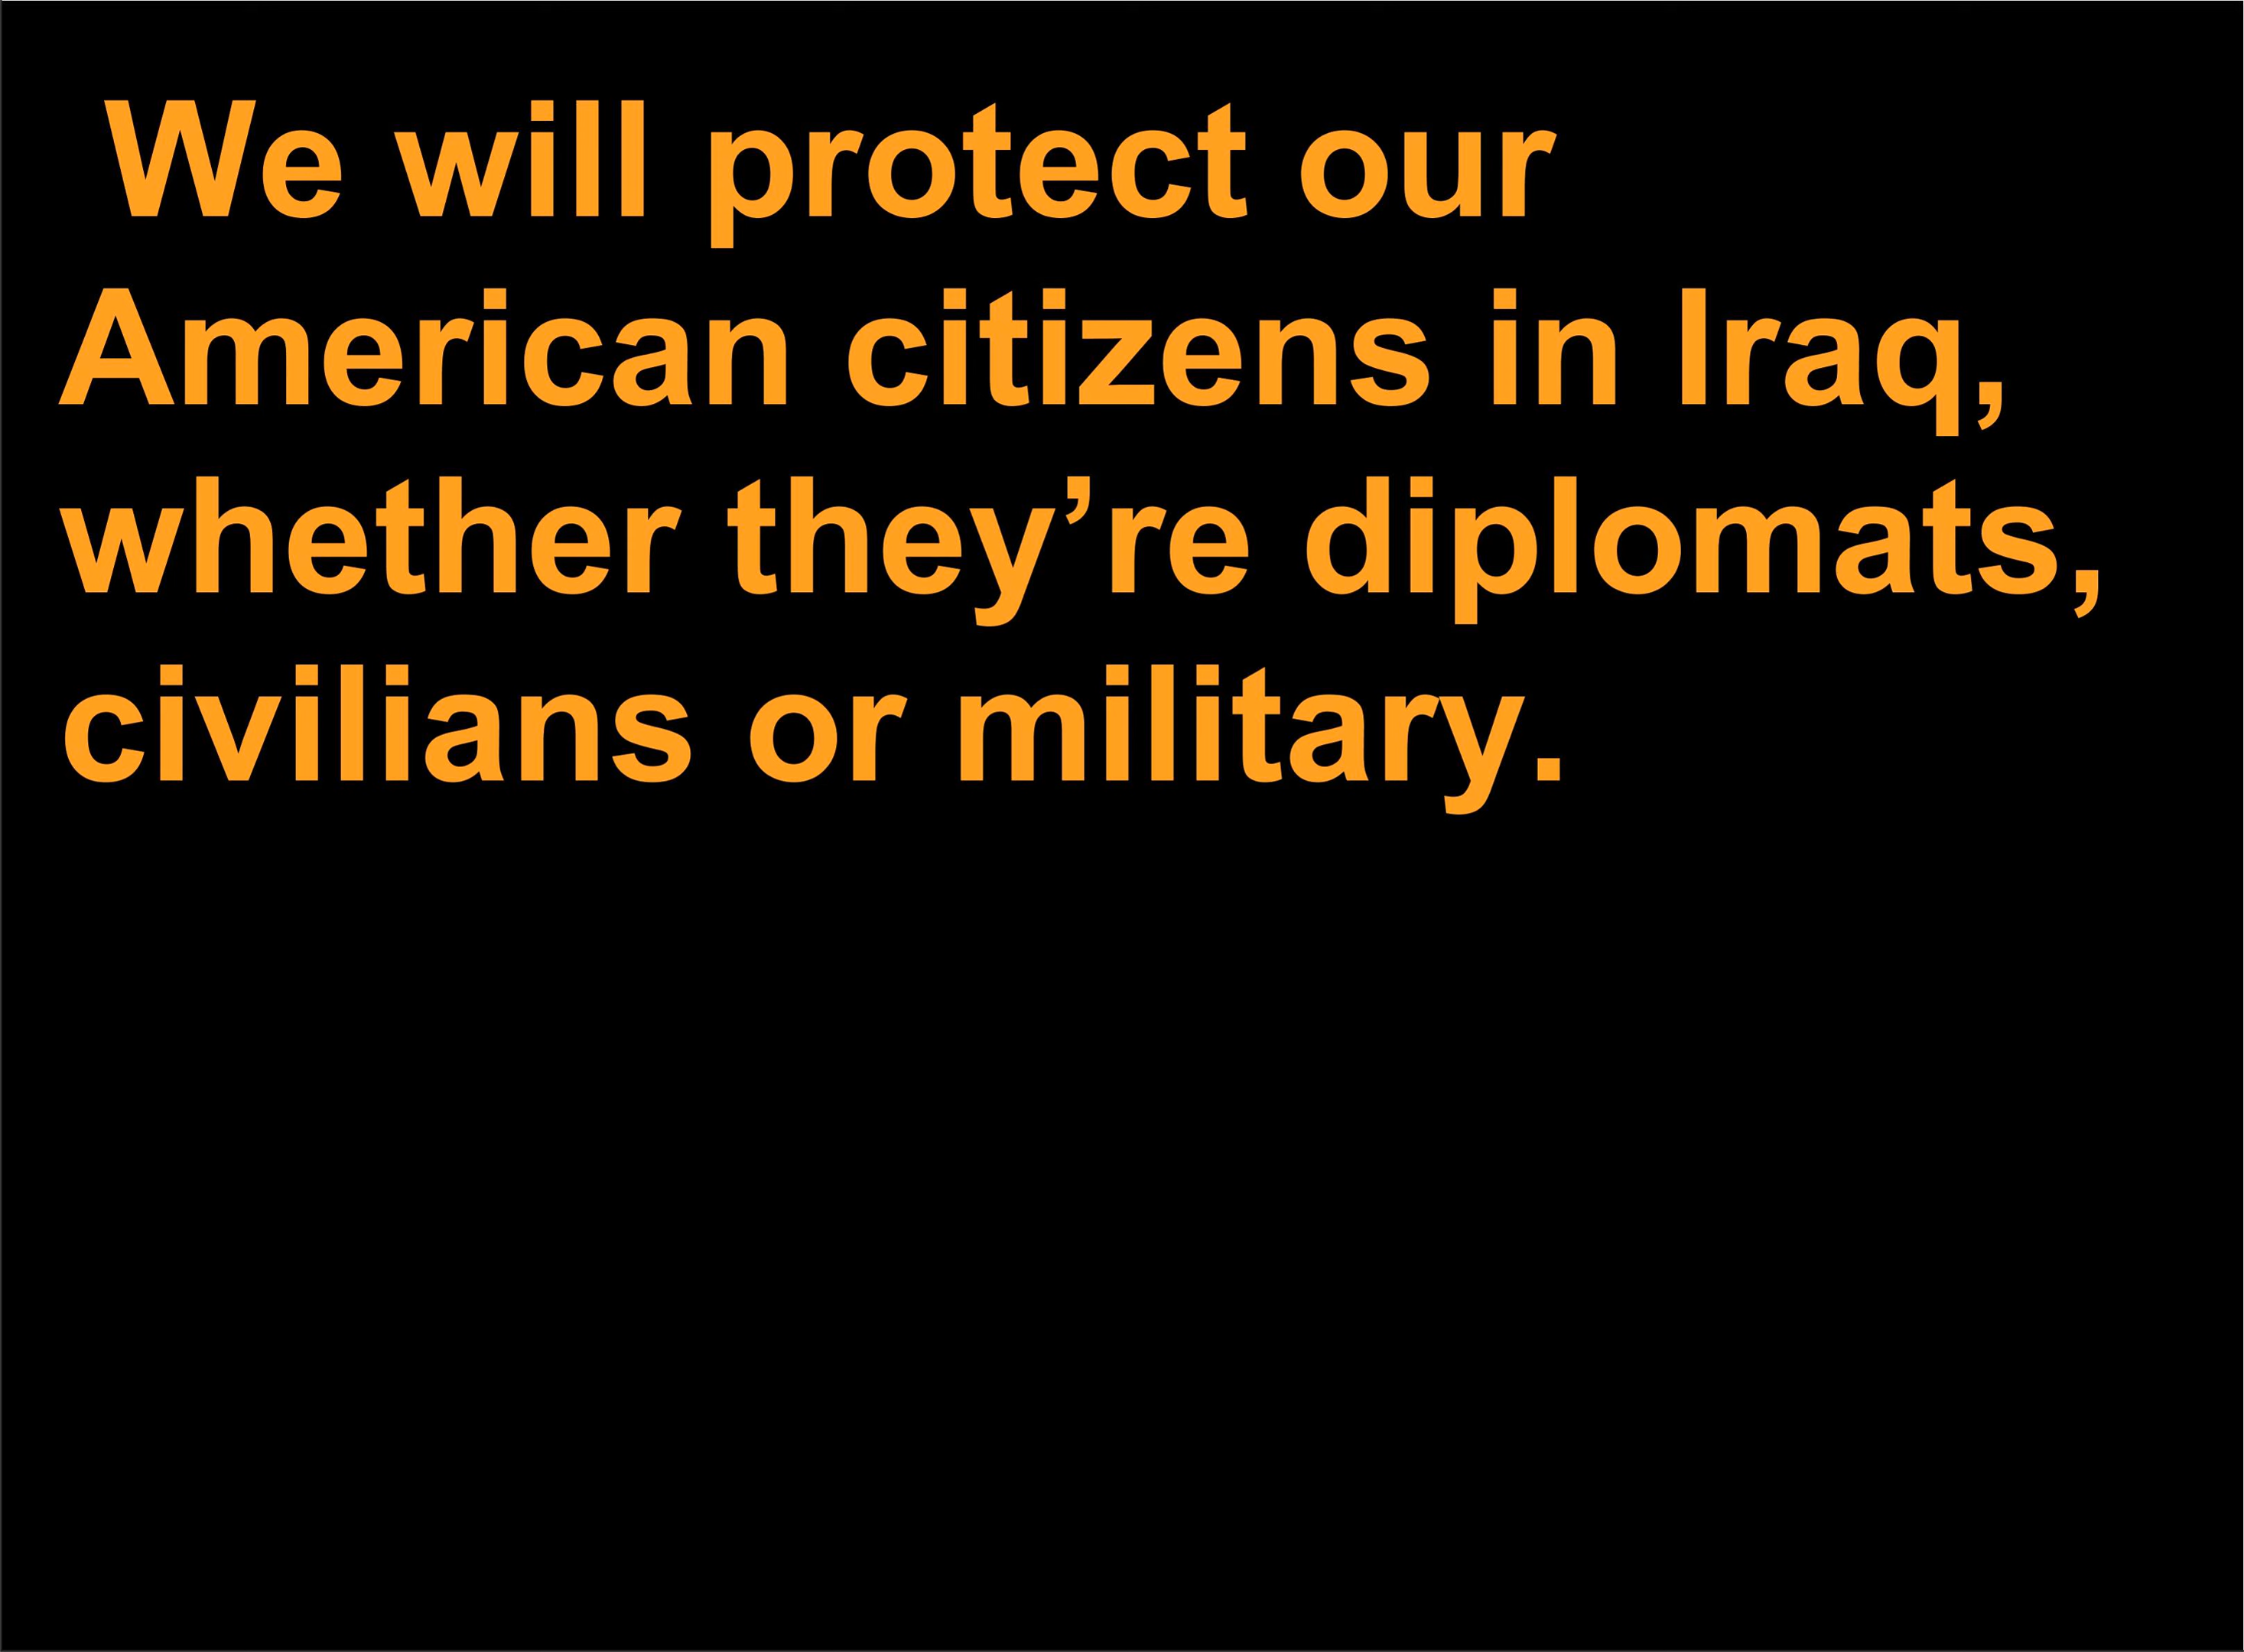 We will protect our
American citizens in Iraq,
whether they’re diplomats,
civilians or military.